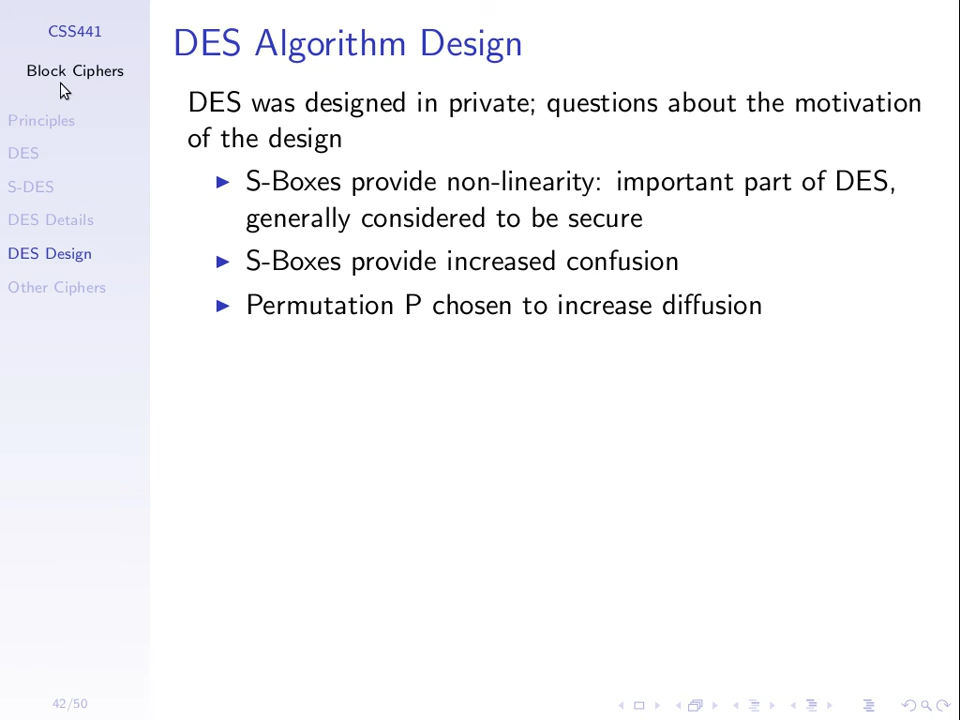 CSS441
Block Ciphers
Principles
DES
S-DES
DES Details
DES Design
Other Ciphers
42/50
DES Algorithm Design
DES was designed in private; questions about the motivation
of the design
S-Boxes provide non-linearity: important part of DES,
generally considered to be secure
S-Boxes provide increased confusion
Permutation P chosen to increase diffusion